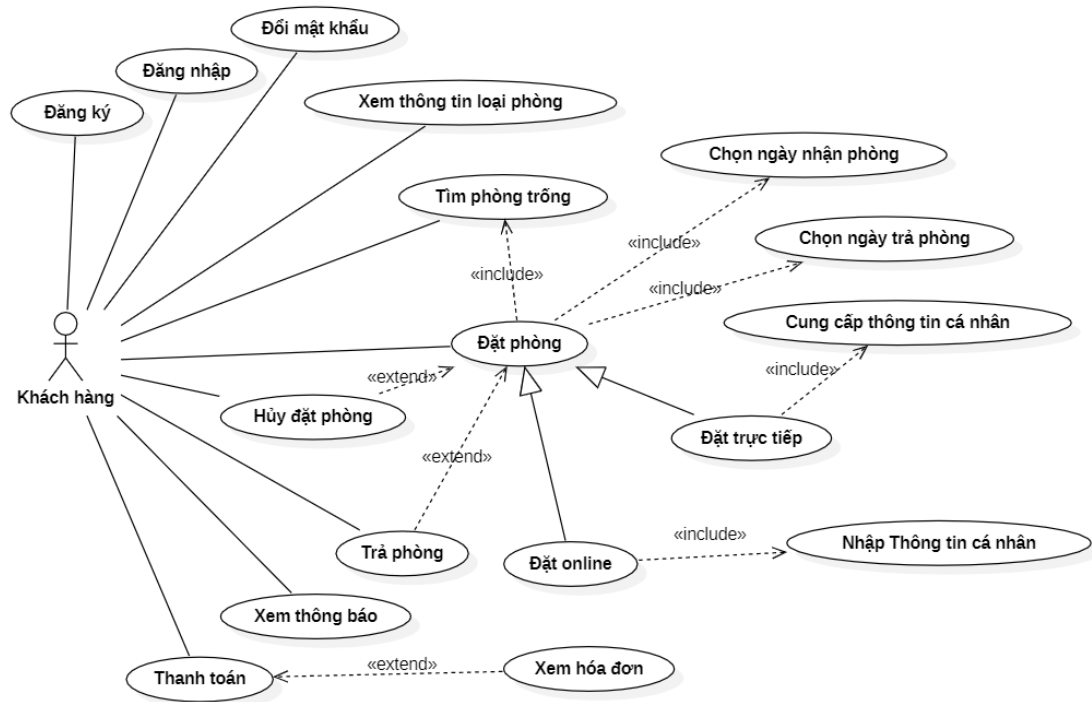 Đổi mật khẩu
Đăng nhập
Đăng ký
Xem thông tin loại phòng
Chọn ngày nhận phòng
Tìm phòng trống
Chọn ngày trả phòng
«include»
«include»
«include»
Cung cấp thông tin cá nhân
Đặt phòng
«include»
«extend»
Khách hàng
Hủy đặt phòng
Đặt trực tiếp
«extend»
«include»
Nhập Thông tin cá nhân
Trả phòng
Đặt online
Xem thông báo
«extend»
Xem hóa đơn
Thanh toán